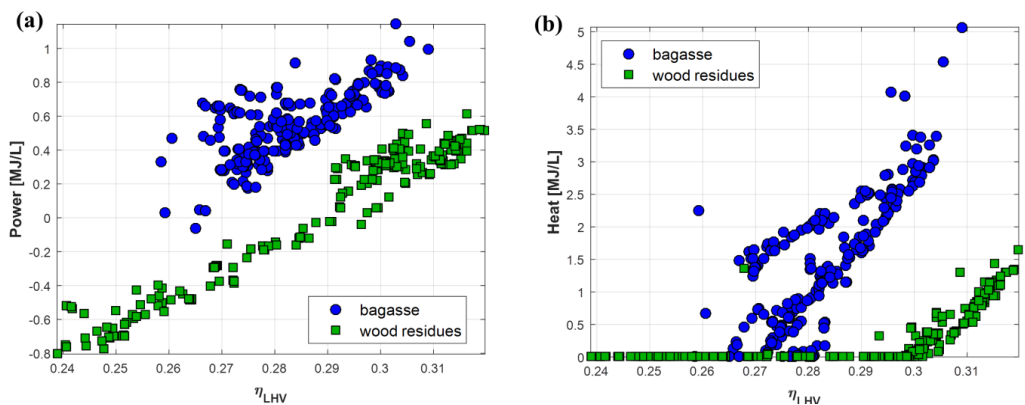 (a)
Power [MJ/L]
1
0.8
0.6
0.4
0.2
0
-0.2
-0.4
-0.6
-0.8
bagasse
wood residues
0.24 0.25 0.26 0.27 0.28 0.29 0.3 0.31
ηLHV
(b)
Heat [MJ/L]
5
4.5
4
3.5
3
2.5
2
1.5
1
0.5
0
bagasse
wood residues
0.24 0.25 0.26 0.27 0.28 0.29 0.3 0.31
ηLHV